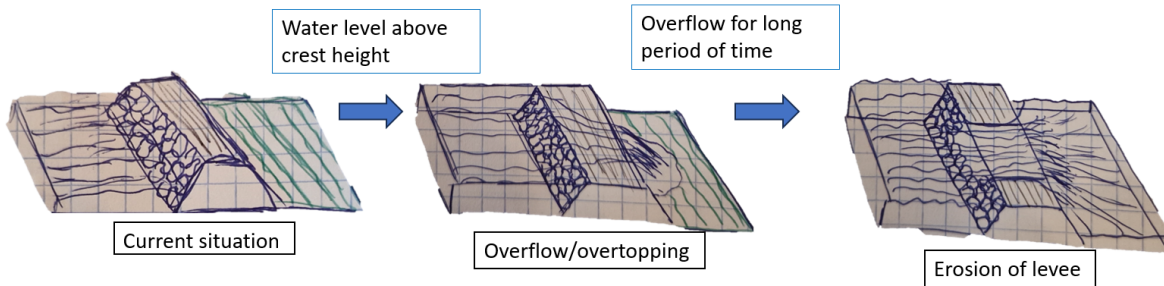 Water level above
crest height
Overflow for long
period of time
Current situation
Overflow/overtopping
Erosion of levee